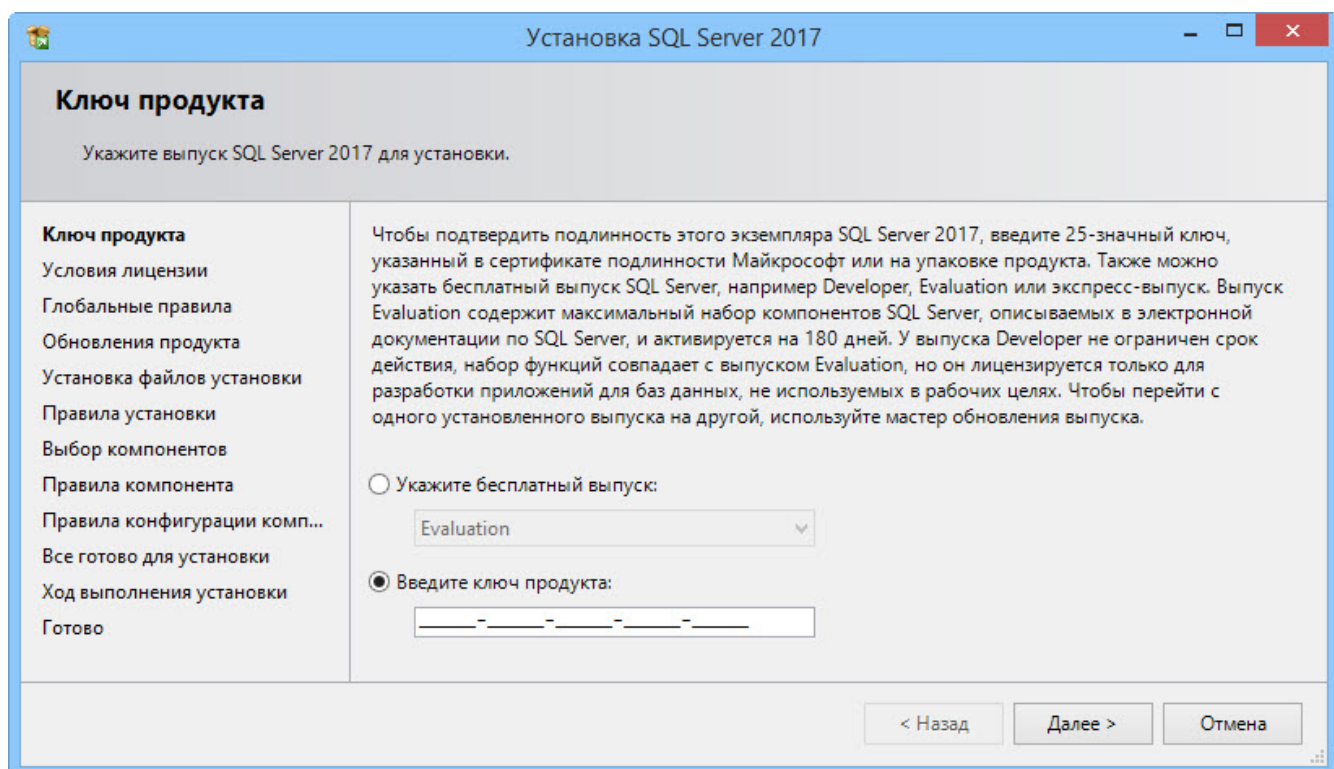 Установка SQL Server 2017
Ключ продукта
Укажите выпуск SQL Server 2017 для установки.
Ключ продукта
Условия лицензии
Глобальные правила
Обновления продукта
Установка файлов установки
Правила установки
Выбор компонентов
Правила компонента
Правила конфигурации комп...
Все готово для установки
Ход выполнения установки
Готово
Чтобы подтвердить подлинность этого экземпляра SQL Server 2017, введите 25-значный ключ,
указанный в сертификате подлинности Майкрософт или на упаковке продукта. Также можно
указать бесплатный выпуск SQL Server, например Developer, Evaluation или экспресс-выпуск. Выпуск
Evaluation содержит максимальный набор компонентов SQL Server, описываемых в электронной
документации по SQL Server, и активируется на 180 дней. У выпуска Developer не ограничен срок
действия, набор функций совпадает с выпуском Evaluation, но он лицензируется только для
разработки приложений для баз данных, не используемых в рабочих целях. Чтобы перейти с
одного установленного выпуска на другой, используйте мастер обновления выпуска.
Укажите бесплатный выпуск:
Evaluation
Введите ключ продукта:
_____-_____-_____-_____-_____
< Назад
Далее >
Отмена